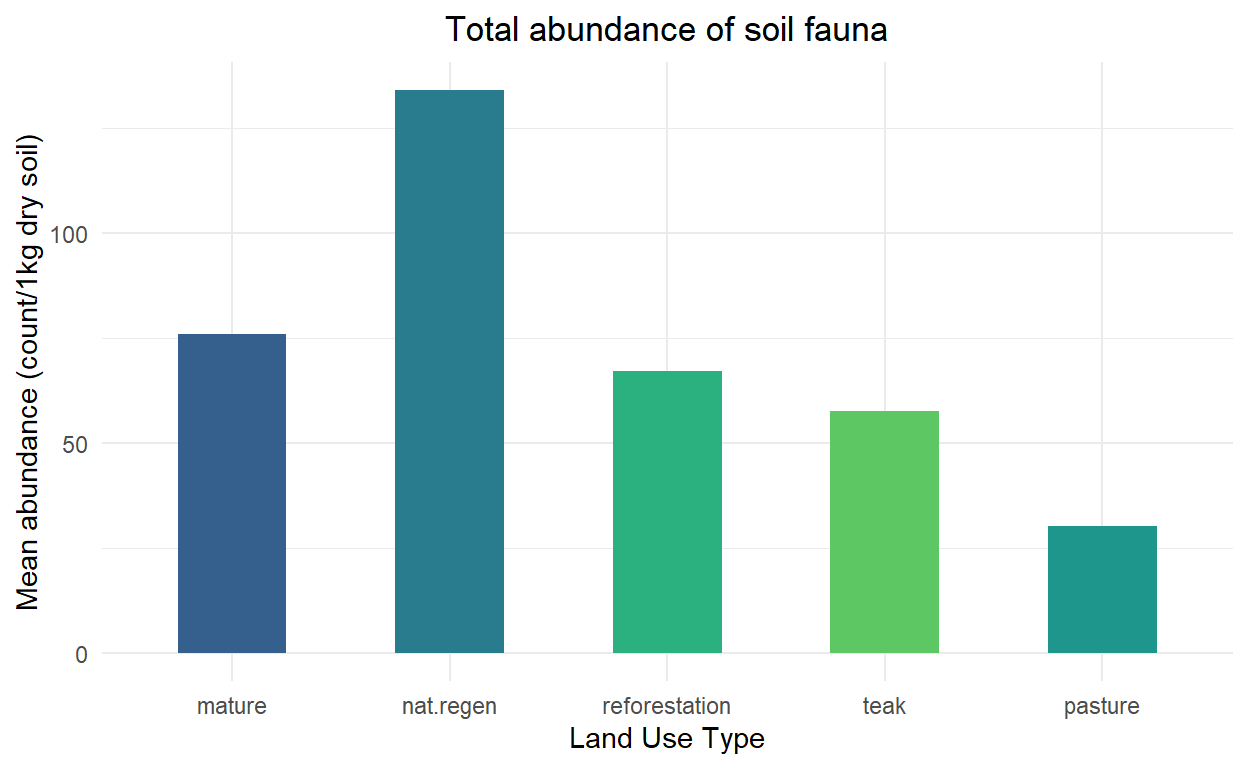 Total abundance of soil fauna
Mean abundance (count/1kg dry soil)
100
50
0
mature nat.regen reforestation teak pasture
Land Use Type